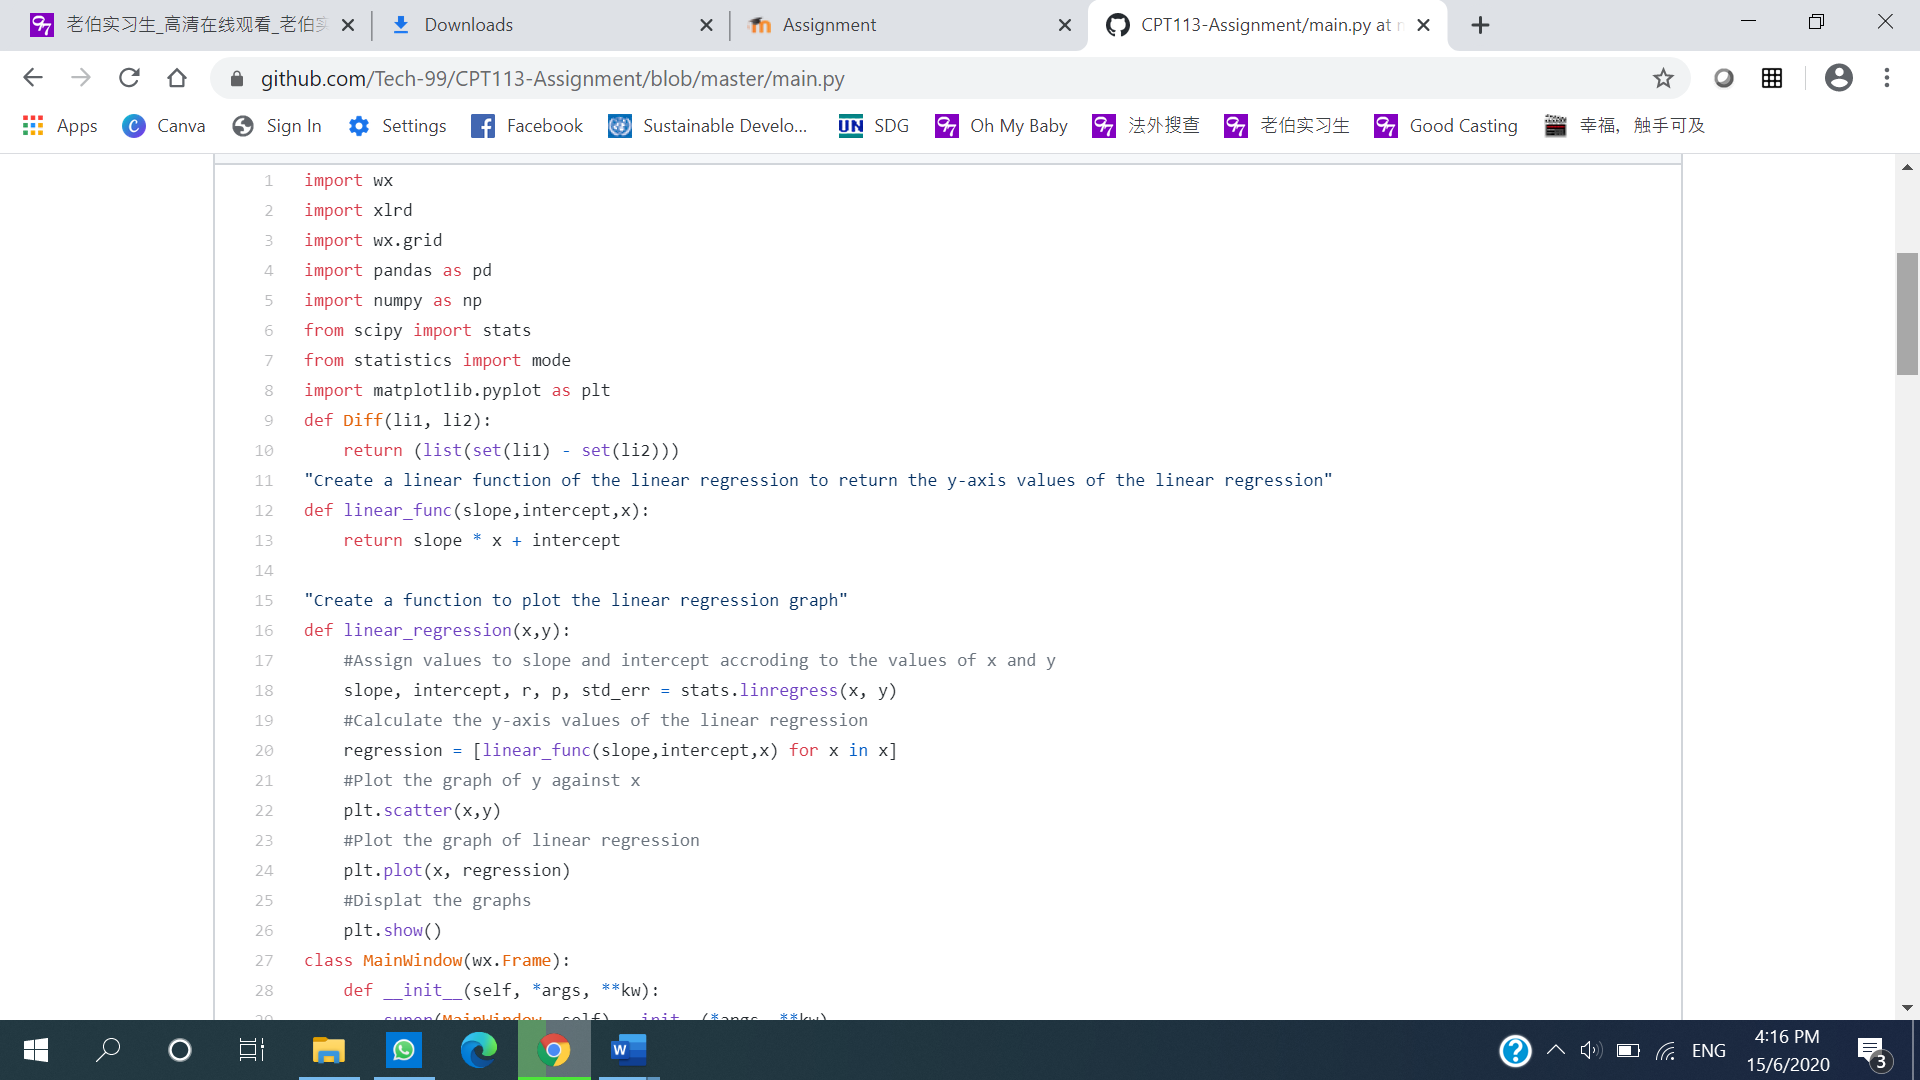 老伯实习生_高清在线观看_老伯实
Downloads
Assignment
CPT113-Assignment/main.py at m
github.com/Tech-99/CPT113-Assignment/blob/master/main.py
Apps Canva Sign In Settings Facebook Sustainable Develo... UN SDG Oh My Baby 法外搜查 老伯实习生 Good Casting 幸福，触手可及
1 import wx
2 import xlrd
3 import wx.grid
4 import pandas as pd
5 import numpy as np
6 from scipy import stats
7 from statistics import mode
8 import matplotlib.pyplot as plt
9 def Diff(li1, li2):
10     return (list(set(li1) - set(li2)))
11 "Create a linear function of the linear regression to return the y-axis values of the linear regression"
12 def linear_func(slope,intercept,x):
13     return slope * x + intercept
14
15 "Create a function to plot the linear regression graph"
16 def linear_regression(x,y):
17     #Assign values to slope and intercept accroding to the values of x and y
18     slope, intercept, r, p, std_err = stats.linregress(x, y)
19     #Calculate the y-axis values of the linear regression
20     regression = [linear_func(slope,intercept,x) for x in x]
21     #Plot the graph of y against x
22     plt.scatter(x,y)
23     #Plot the graph of linear regression
24     plt.plot(x, regression)
25     #Displat the graphs
26     plt.show()
27 class MainWindow(wx.Frame):
28     def __init__(self, *args, **kw):
29         super(MainWindow, self).__init__(*args, **kw)
ENG
4:16 PM
15/6/2020
3